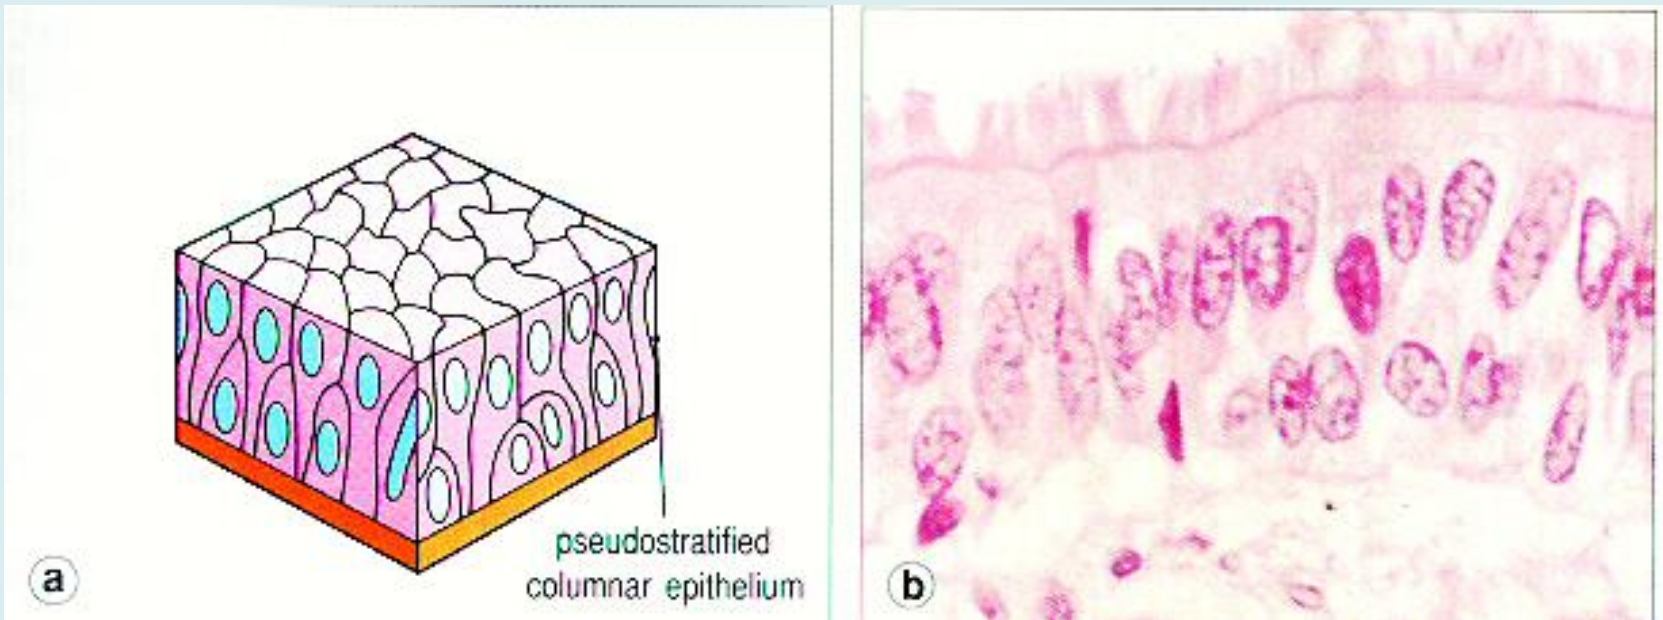 pseudostratified
columnar epithelium
a
b